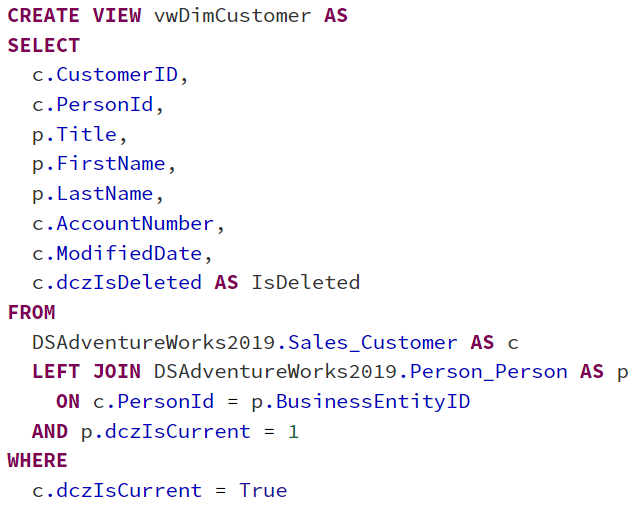 CREATE VIEW vwDimCustomer AS
SELECT
  c.CustomerID,
  c.PersonId,
  p.Title,
  p.FirstName,
  p.LastName,
  c.AccountNumber,
  c.ModifiedDate,
  c.dczIsDeleted AS IsDeleted
FROM
  DSAdventureWorks2019.Sales_Customer AS c
  LEFT JOIN DSAdventureWorks2019.Person_Person AS p
    ON c.PersonId = p.BusinessEntityID
  AND p.dczIsCurrent = 1
WHERE
  c.dczIsCurrent = True